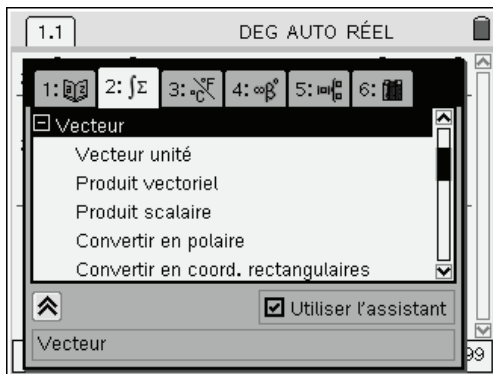 1.1 DEG AUTO RÉEL
1: 2: ∫Σ 3: °C°F 4: ∞β° 5: 6:
Vecteur
Vecteur unité
Produit vectoriel
Produit scalaire
Convertir en polaire
Convertir en coord. rectangulaires
Utiliser l'assistant
Vecteur
99